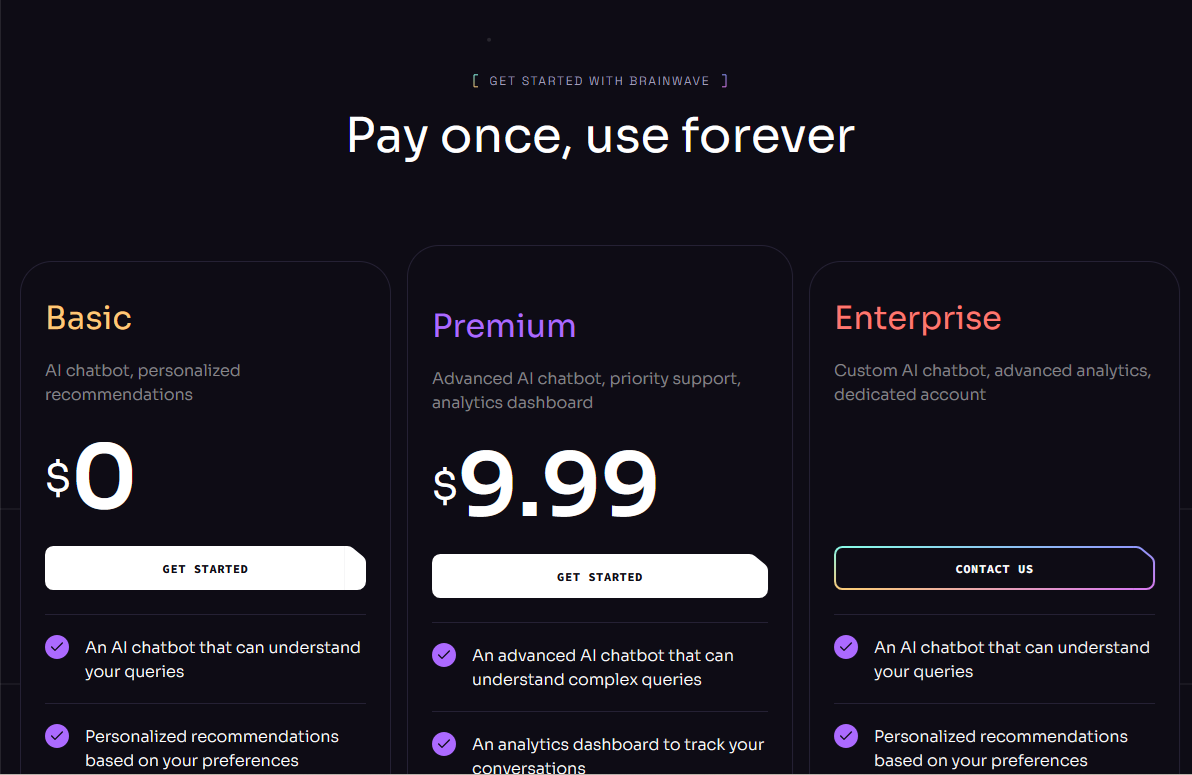 [ GET STARTED WITH BRAINWAVE ]
Pay once, use forever
Basic
AI chatbot, personalized
recommendations
$0
GET STARTED
An AI chatbot that can understand
your queries
Personalized recommendations
based on your preferences
Premium
Advanced AI chatbot, priority support,
analytics dashboard
$9.99
GET STARTED
An advanced AI chatbot that can
understand complex queries
An analytics dashboard to track your
conversations
Enterprise
Custom AI chatbot, advanced analytics,
dedicated account
CONTACT US
An AI chatbot that can understand
your queries
Personalized recommendations
based on your preferences